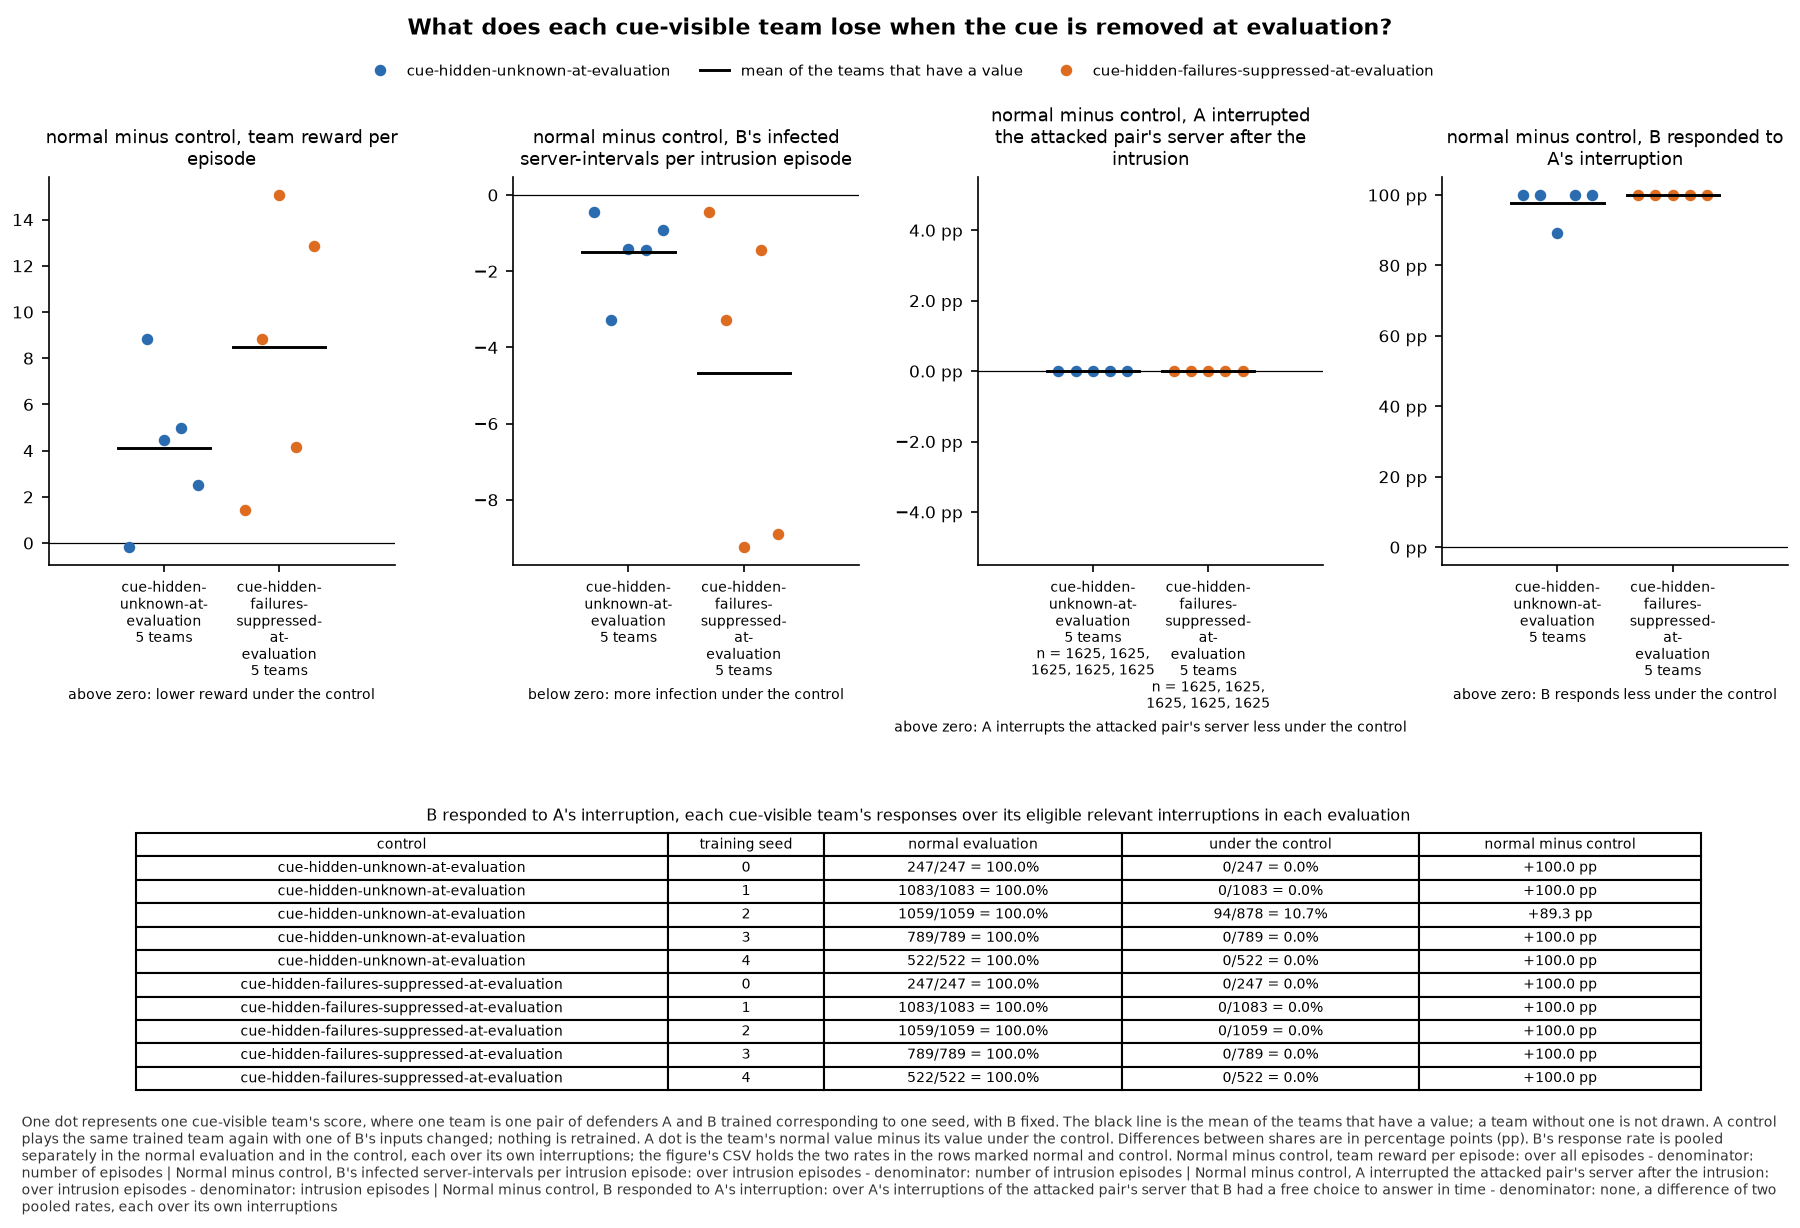 What does each cue-visible team lose when the cue is removed at evaluation?
cue-hidden-unknown-at-evaluation
mean of the teams that have a value
cue-hidden-failures-suppressed-at-evaluation
normal minus control, team reward per
episode
14
12
10
8
6
4
2
0
cue-hidden-
unknown-at-
evaluation
5 teams
cue-hidden-
failures-
suppressed-
at-
evaluation
5 teams
above zero: lower reward under the control
normal minus control, B's infected
server-intervals per intrusion episode
0
−2
−4
−6
−8
cue-hidden-
unknown-at-
evaluation
5 teams
cue-hidden-
failures-
suppressed-
at-
evaluation
5 teams
below zero: more infection under the control
normal minus control, A interrupted
the attacked pair's server after the
intrusion
4.0 pp
2.0 pp
0.0 pp
−2.0 pp
−4.0 pp
cue-hidden-
unknown-at-
evaluation
5 teams
n = 1625, 1625,
1625, 1625, 1625
cue-hidden-
failures-
suppressed-
at-
evaluation
5 teams
n = 1625, 1625,
1625, 1625, 1625
above zero: A interrupts the attacked pair's server less under the control
normal minus control, B responded to
A's interruption
100 pp
80 pp
60 pp
40 pp
20 pp
0 pp
cue-hidden-
unknown-at-
evaluation
5 teams
cue-hidden-
failures-
suppressed-
at-
evaluation
5 teams
above zero: B responds less under the control
B responded to A's interruption, each cue-visible team's responses over its eligible relevant interruptions in each evaluation
control training seed normal evaluation under the control normal minus control
cue-hidden-unknown-at-evaluation 0 247/247 = 100.0% 0/247 = 0.0% +100.0 pp
cue-hidden-unknown-at-evaluation 1 1083/1083 = 100.0% 0/1083 = 0.0% +100.0 pp
cue-hidden-unknown-at-evaluation 2 1059/1059 = 100.0% 94/878 = 10.7% +89.3 pp
cue-hidden-unknown-at-evaluation 3 789/789 = 100.0% 0/789 = 0.0% +100.0 pp
cue-hidden-unknown-at-evaluation 4 522/522 = 100.0% 0/522 = 0.0% +100.0 pp
cue-hidden-failures-suppressed-at-evaluation 0 247/247 = 100.0% 0/247 = 0.0% +100.0 pp
cue-hidden-failures-suppressed-at-evaluation 1 1083/1083 = 100.0% 0/1083 = 0.0% +100.0 pp
cue-hidden-failures-suppressed-at-evaluation 2 1059/1059 = 100.0% 0/1059 = 0.0% +100.0 pp
cue-hidden-failures-suppressed-at-evaluation 3 789/789 = 100.0% 0/789 = 0.0% +100.0 pp
cue-hidden-failures-suppressed-at-evaluation 4 522/522 = 100.0% 0/522 = 0.0% +100.0 pp
One dot represents one cue-visible team's score, where one team is one pair of defenders A and B trained corresponding to one seed, with B fixed. The black line is the mean of the teams that have a value; a team without one is not drawn. A control
plays the same trained team again with one of B's inputs changed; nothing is retrained. A dot is the team's normal value minus its value under the control. Differences between shares are in percentage points (pp). B's response rate is pooled
separately in the normal evaluation and in the control, each over its own interruptions; the figure's CSV holds the two rates in the rows marked normal and control. Normal minus control, team reward per episode: over all episodes - denominator:
number of episodes | Normal minus control, B's infected server-intervals per intrusion episode: over intrusion episodes - denominator: number of intrusion episodes | Normal minus control, A interrupted the attacked pair's server after the intrusion:
over intrusion episodes - denominator: intrusion episodes | Normal minus control, B responded to A's interruption: over A's interruptions of the attacked pair's server that B had a free choice to answer in time - denominator: none, a difference of two
pooled rates, each over its own interruptions